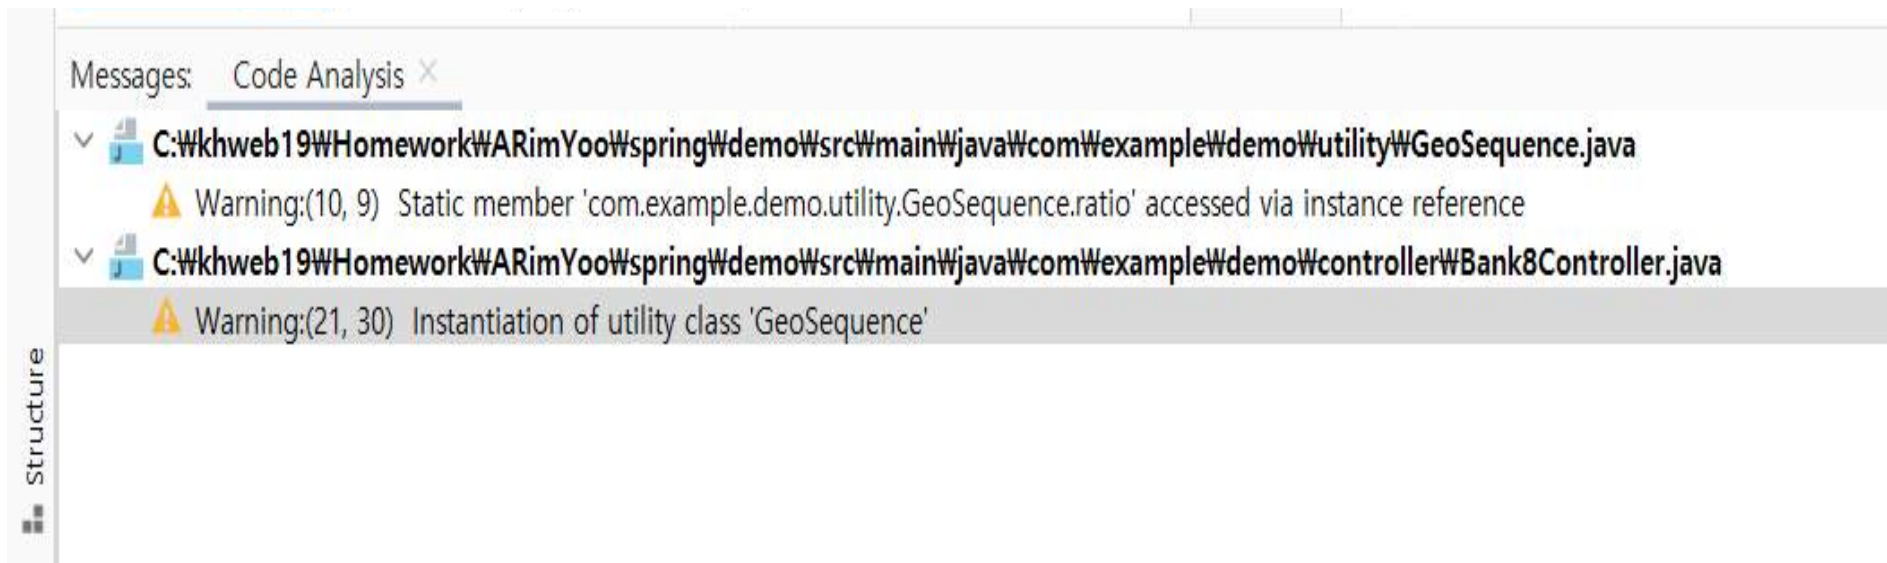 Messages: Code Analysis ×
C:₩khweb19₩Homework₩ARimYoo₩spring₩demo₩src₩main₩java₩com₩example₩demo₩utility₩GeoSequence.java
Warning:(10, 9) Static member 'com.example.demo.utility.GeoSequence.ratio' accessed via instance reference
C:₩khweb19₩Homework₩ARimYoo₩spring₩demo₩src₩main₩java₩com₩example₩demo₩controller₩Bank8Controller.java
Warning:(21, 30) Instantiation of utility class 'GeoSequence'
Structure